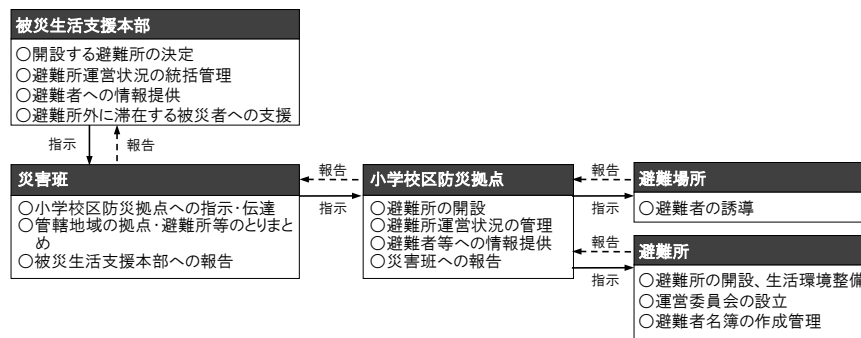 被災生活支援本部
○開設する避難所の決定
○避難所運営状況の統括管理
○避難者への情報提供
○避難所外に滞在する被災者への支援
指示
報告
災害班
○小学校区防災拠点への指示・伝達
○管轄地域の拠点・避難所等のとりまと
め
○被災生活支援本部への報告
報告
指示
小学校区防災拠点
○避難所の開設
○避難所運営状況の管理
○避難者等への情報提供
○災害班への報告
報告
指示
避難場所
○避難者の誘導
報告
指示
避難所
○避難所の開設、生活環境整備
○運営委員会の設立
○避難者名簿の作成管理